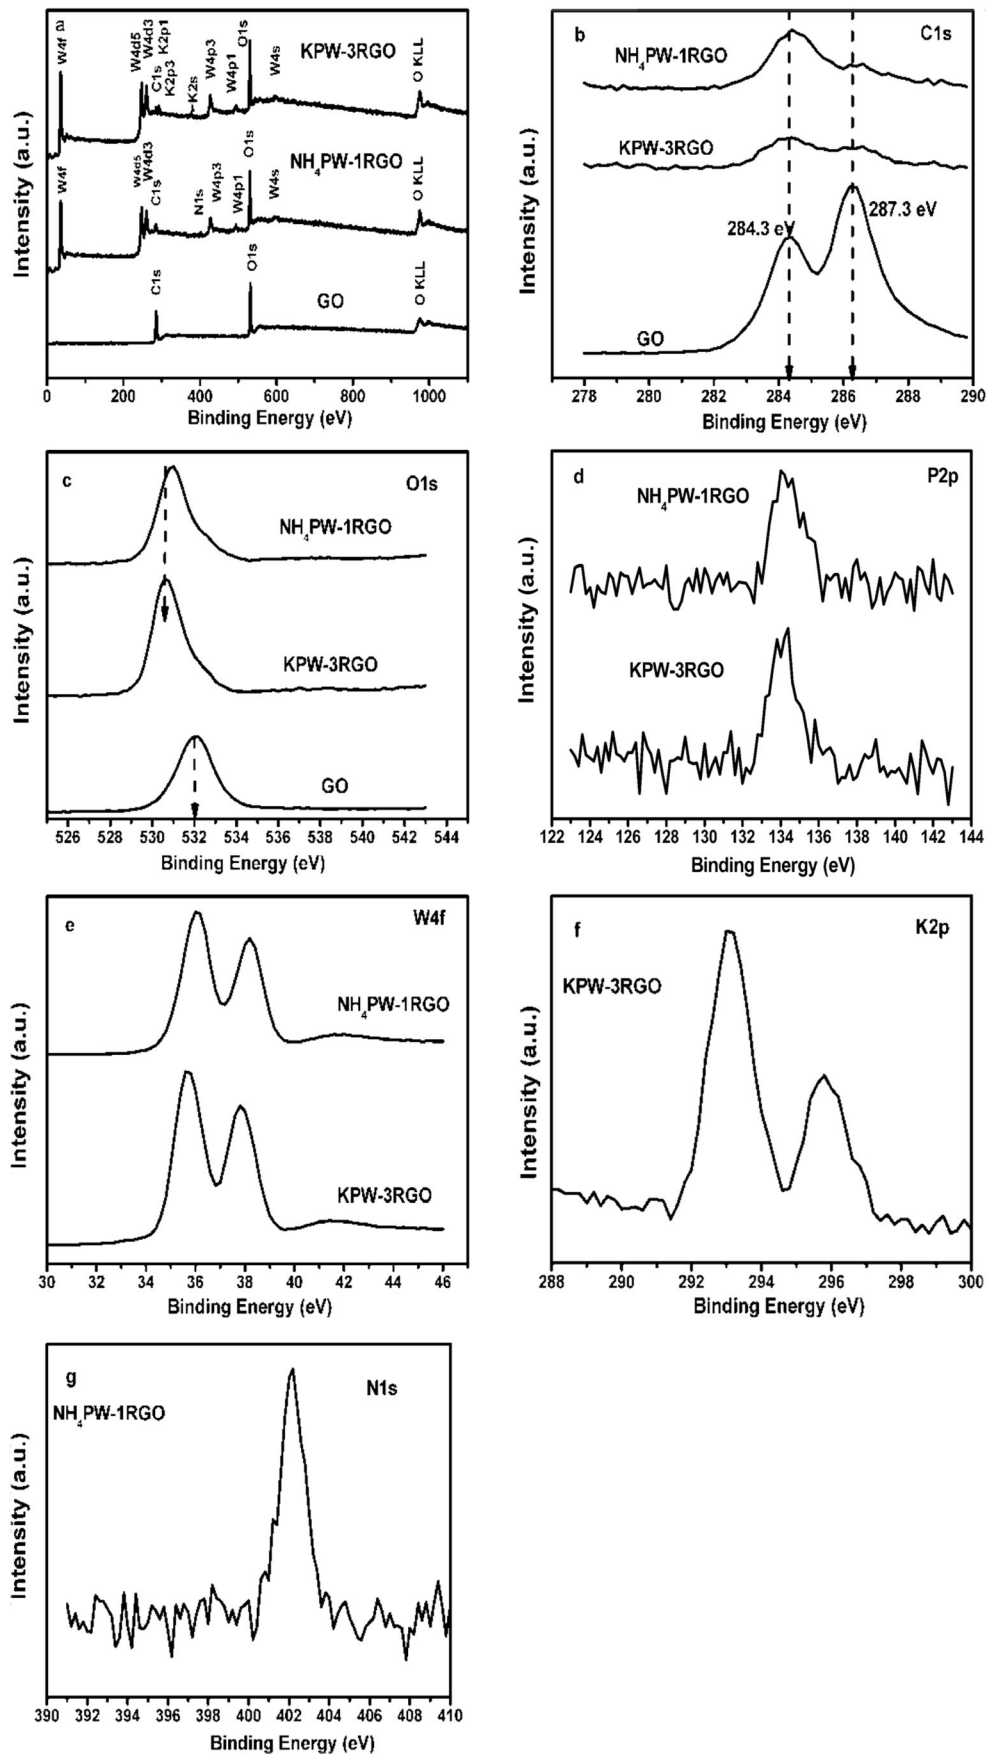 a
KPW-3RGO
W4f
W4d5
W4d3
C1s
K2p1
K2p3
K2s
W4p3
W4p1
O1s
W4s
O KLL
NH4PW-1RGO
W4f
W4d5
W4d3
C1s
N1s
W4p3
W4p1
O1s
W4s
O KLL
GO
C1s
O1s
O KLL
Intensity (a.u.)
0 200 400 600 800 1000
Binding Energy (eV)
b
C1s
NH4PW-1RGO
KPW-3RGO
284.3 eV
287.3 eV
GO
Intensity (a.u.)
278 280 282 284 286 288 290
Binding Energy (eV)
c
O1s
NH4PW-1RGO
KPW-3RGO
GO
Intensity (a.u.)
526 528 530 532 534 536 538 540 542 544
Binding Energy (eV)
d
P2p
NH4PW-1RGO
KPW-3RGO
Intensity (a.u.)
122 124 126 128 130 132 134 136 138 140 142 144
Binding Energy (eV)
e
W4f
NH4PW-1RGO
KPW-3RGO
Intensity (a.u.)
30 32 34 36 38 40 42 44 46
Binding Energy (eV)
f
K2p
KPW-3RGO
Intensity (a.u.)
288 290 292 294 296 298 300
Binding Energy (eV)
g
N1s
NH4PW-1RGO
Intensity (a.u.)
390 392 394 396 398 400 402 404 406 408 410
Binding Energy (eV)